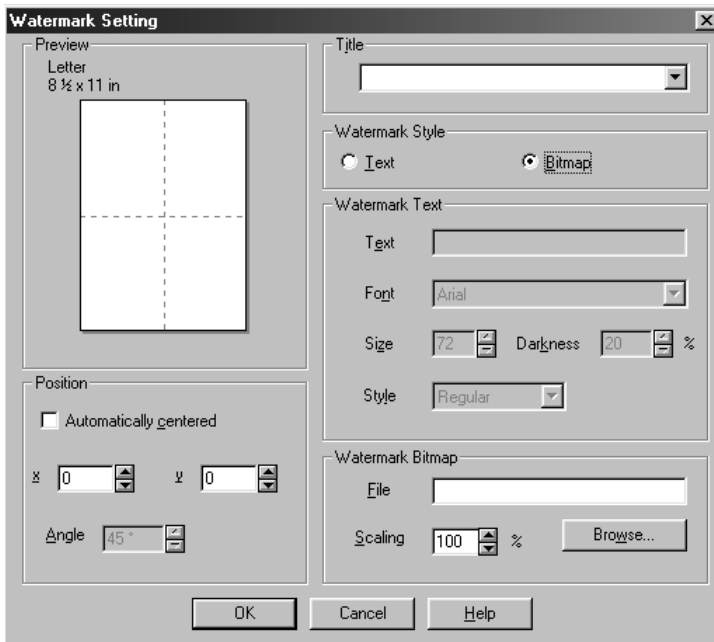 Watermark Setting
Preview
Letter
8 ½ x 11 in
Position
Automatically centered
x 0 y 0
Angle 45 °
Title
Watermark Style
Text Bitmap
Watermark Text
Text
Font Arial
Size 72 Darkness 20 %
Style Regular
Watermark Bitmap
File
Scaling 100 % Browse...
OK Cancel Help